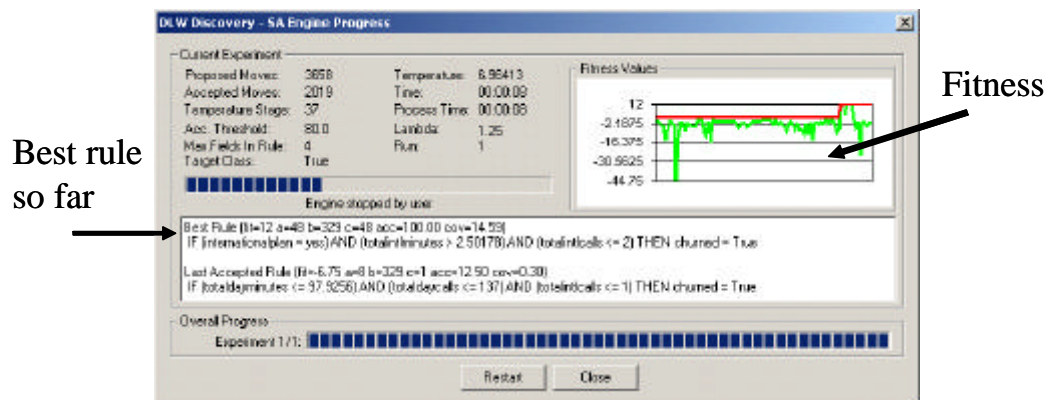 DLW Discovery - SA Engine Progress
Current Experiment
Proposed Moves: 3658 Temperature: 6.96413
Accepted Moves: 2019 Time: 00:00:08
Temperature Stage: 37 Process Time: 00:00:08
Acc. Threshold: 80.0 Lambda: 1.25
Max Fields In Rule: 4 Run: 1
Target Class: True
Engine stopped by user
Fitness Values
12
-2.1875
-16.375
-30.5625
-44.75
Fitness
Best rule
so far
Best Rule (fit=12 a=48 b=329 c=48 acc=100.00 cov=14.59)
IF (internationalplan = yes) AND (totalintlminutes > 2.50178) AND (totalintlcalls <= 2) THEN churned = True
Last Accepted Rule (fit=-6.75 a=8 b=329 c=1 acc=12.50 cov=0.30)
IF (totaldayminutes <= 97.9256) AND (totaldaycalls <= 137) AND (totalintlcalls <= 1) THEN churned = True
Overall Progress
Experiment 1/1:
Restart Close